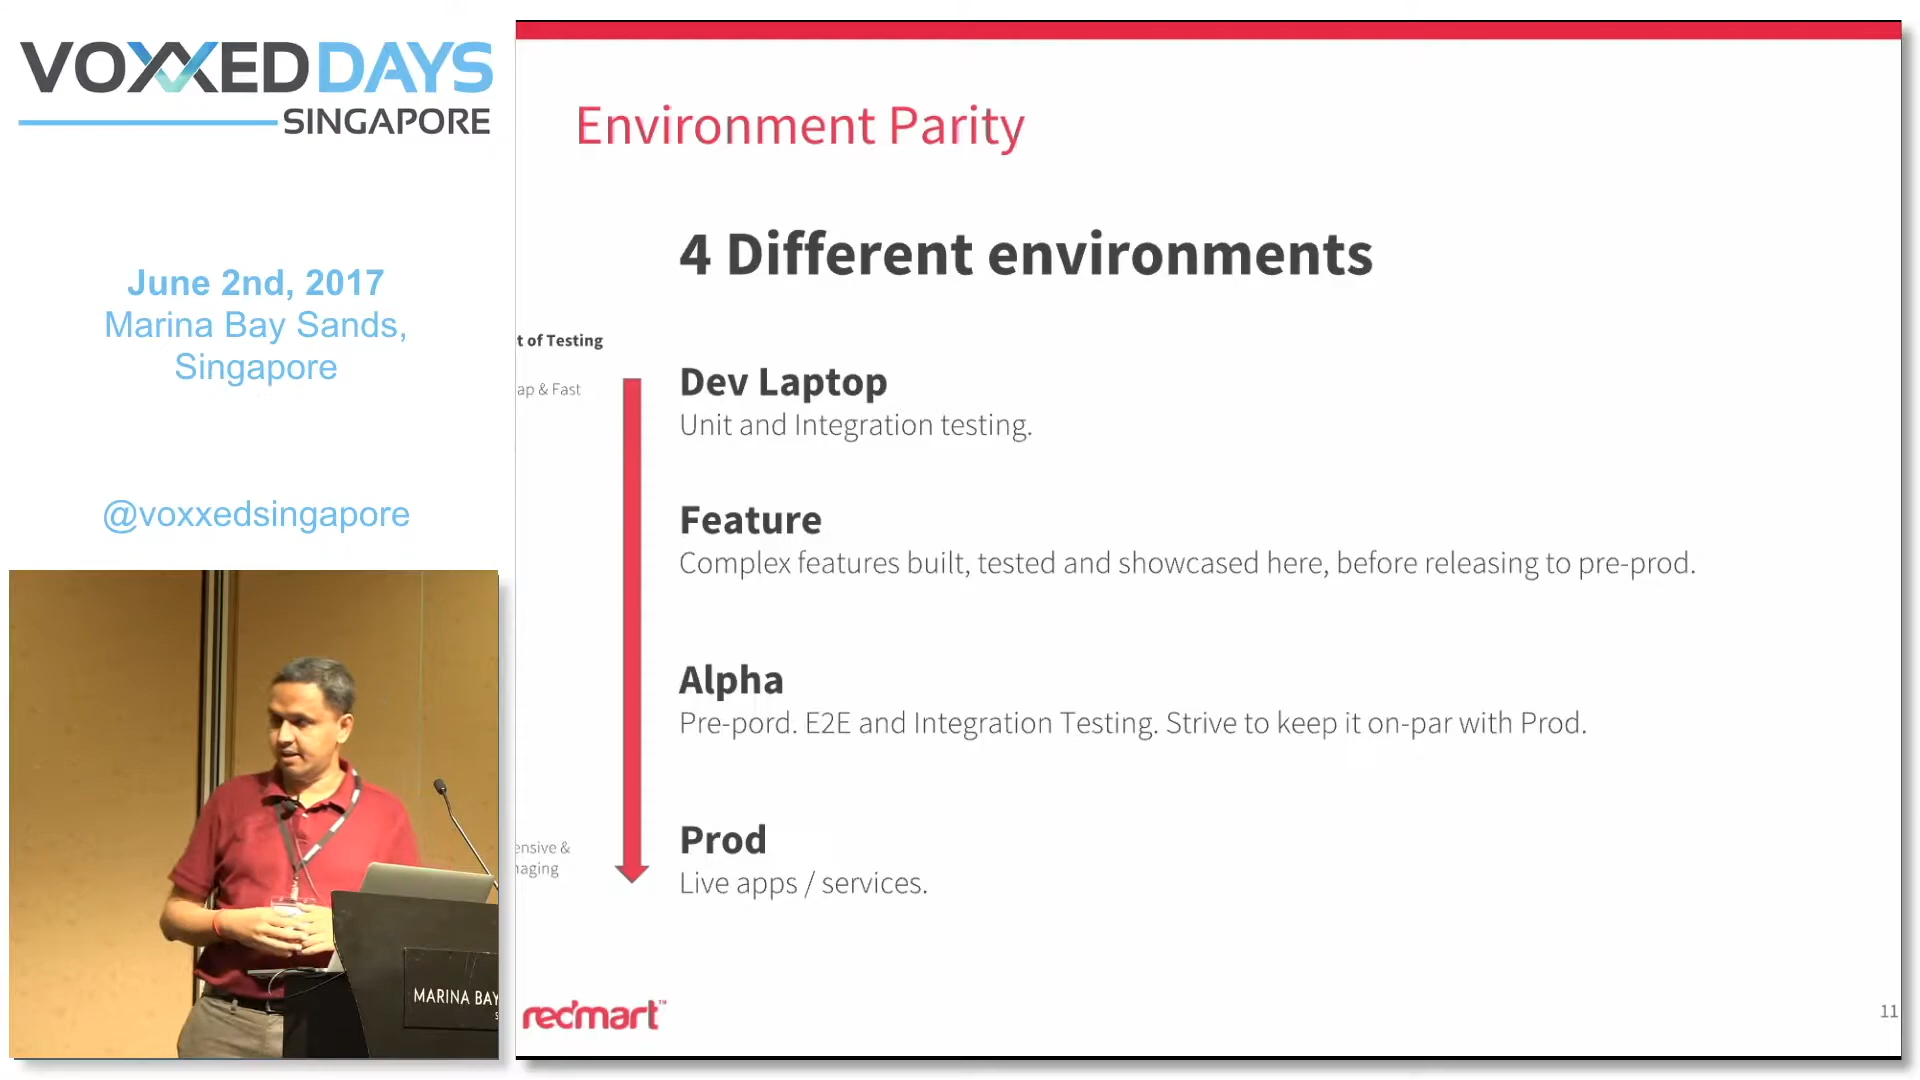 VOXXEDDAYS
SINGAPORE
June 2nd, 2017
Marina Bay Sands,
Singapore
@voxxedsingapore
MARINA BAY
S
Environment Parity
4 Different environments
t of Testing
ap & Fast
Dev Laptop
Unit and Integration testing.
Feature
Complex features built, tested and showcased here, before releasing to pre-prod.
Alpha
Pre-pord. E2E and Integration Testing. Strive to keep it on-par with Prod.
ensive &
naging
Prod
Live apps / services.
redmart™
11